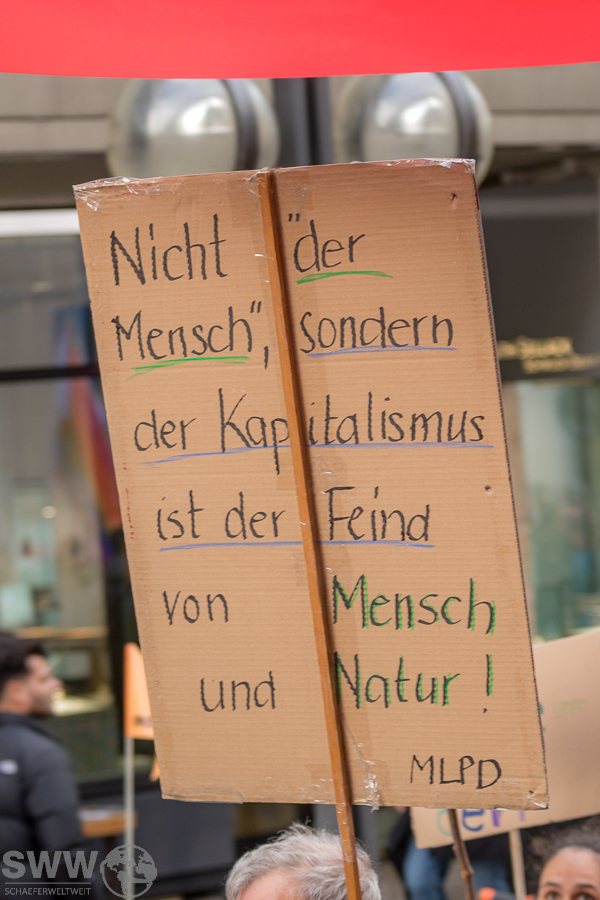 Nicht "der
Mensch", sondern
der Kapitalismus
ist der Feind
von Mensch
und Natur!
MLPD
SWW
SCHAEFERWELTWEIT